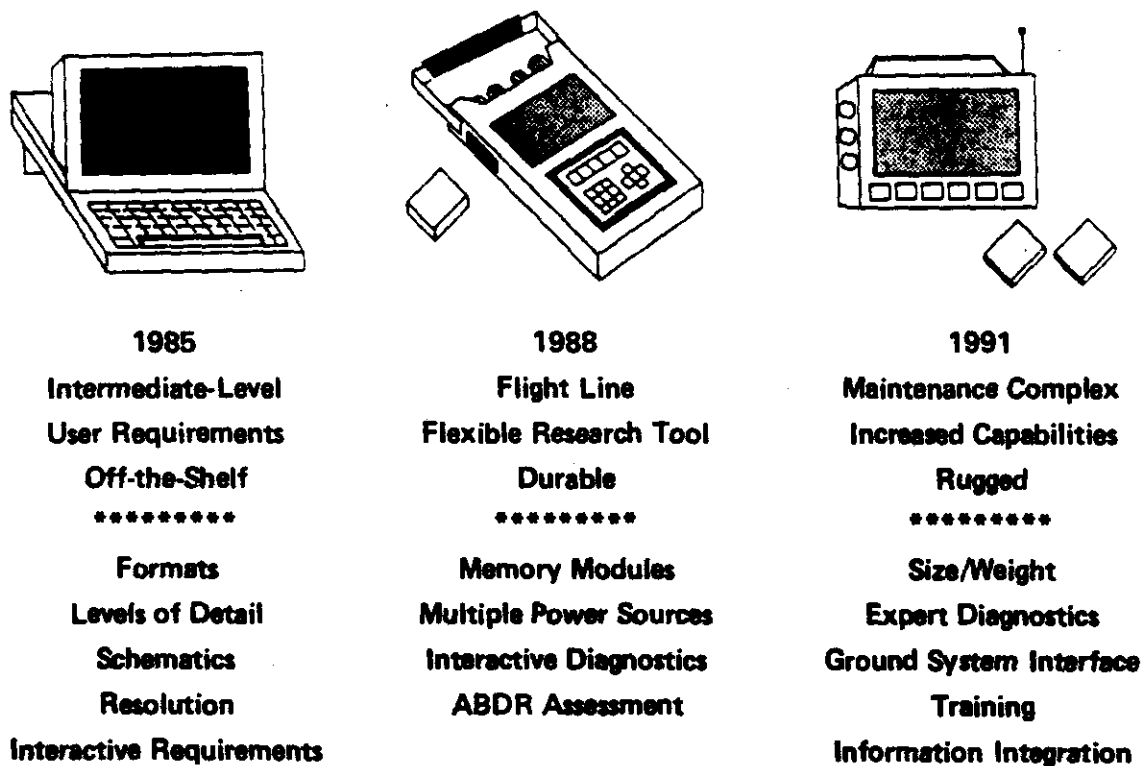 1985
Intermediate-Level
User Requirements
Off-the-Shelf
*********
Formats
Levels of Detail
Schematics
Resolution
Interactive Requirements
1988
Flight Line
Flexible Research Tool
Durable
*********
Memory Modules
Multiple Power Sources
Interactive Diagnostics
ABDR Assessment
1991
Maintenance Complex
Increased Capabilities
Rugged
*********
Size/Weight
Expert Diagnostics
Ground System Interface
Training
Information Integration